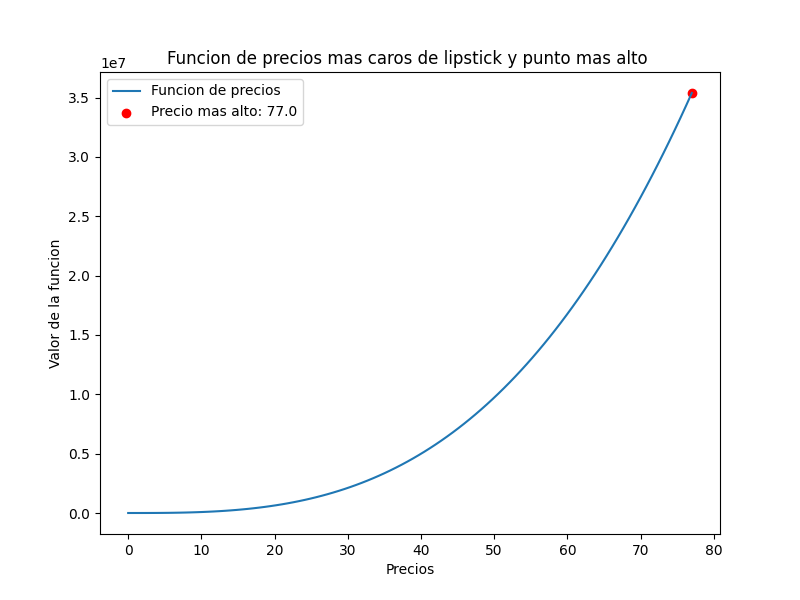 Funcion de precios mas caros de lipstick y punto mas alto
1e7
Funcion de precios
Precio mas alto: 77.0
3.5
3.0
2.5
2.0
1.5
1.0
0.5
0.0
Valor de la funcion
0 10 20 30 40 50 60 70 80
Precios